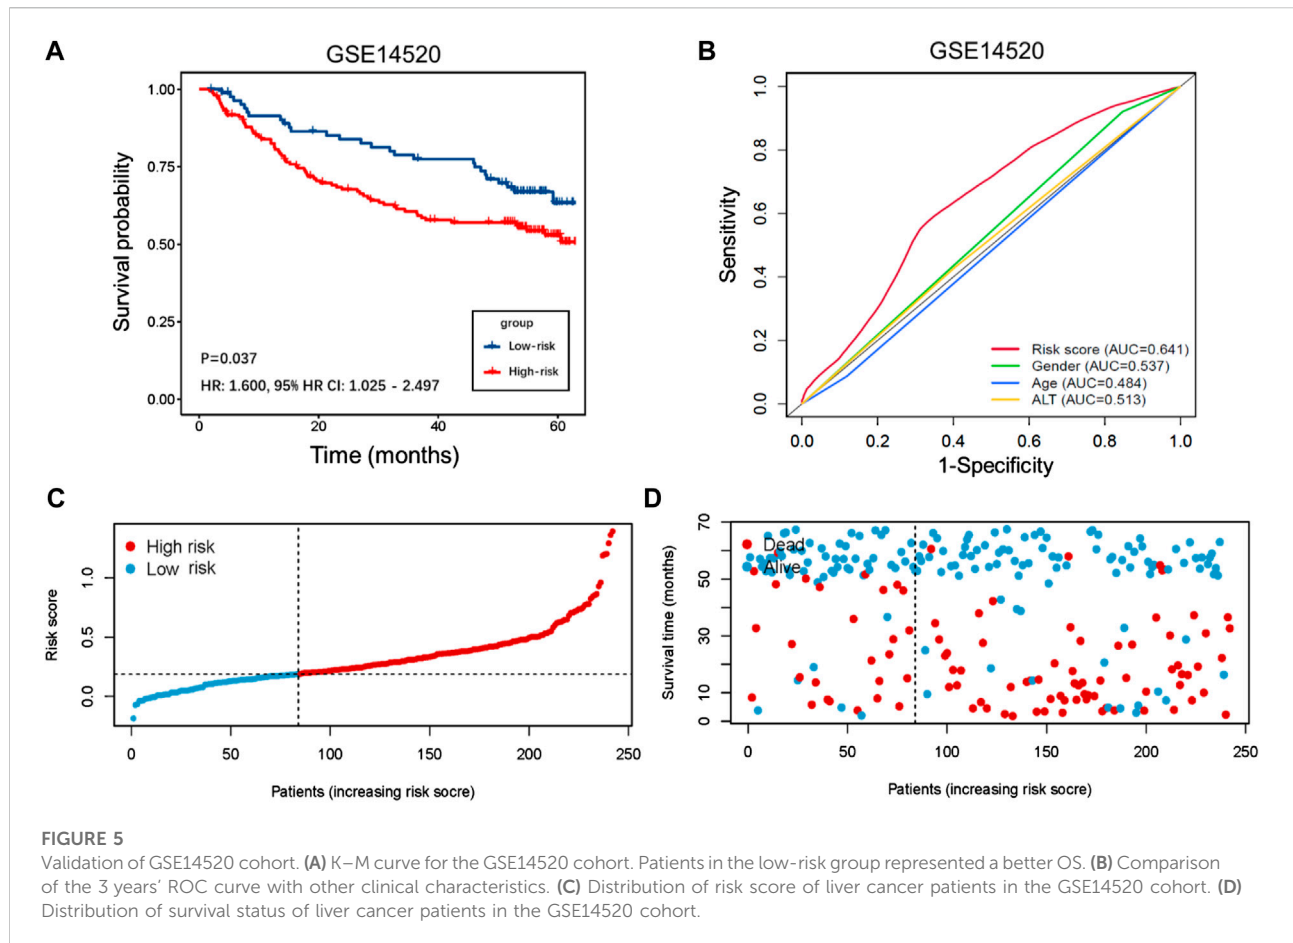 A
GSE14520
1.00
0.75
0.50
0.25
0.00
Survival probability
group
Low-risk
High-risk
P=0.037
HR: 1.600, 95% HR CI: 1.025 - 2.497
0 20 40 60
Time (months)
B
GSE14520
1.0
0.8
0.6
0.4
0.2
0.0
Sensitivity
Risk score (AUC=0.641)
Gender (AUC=0.537)
Age (AUC=0.484)
ALT (AUC=0.513)
0.0 0.2 0.4 0.6 0.8 1.0
1-Specificity
C
High risk
Low risk
1.0
0.5
0.0
Risk score
0 50 100 150 200 250
Patients (increasing risk socre)
D
70
50
30
10
0
Survival time (months)
Dead
Alive
0 50 100 150 200 250
Patients (increasing risk socre)
FIGURE 5
Validation of GSE14520 cohort. (A) K–M curve for the GSE14520 cohort. Patients in the low-risk group represented a better OS. (B) Comparison
of the 3 years’ ROC curve with other clinical characteristics. (C) Distribution of risk score of liver cancer patients in the GSE14520 cohort. (D)
Distribution of survival status of liver cancer patients in the GSE14520 cohort.